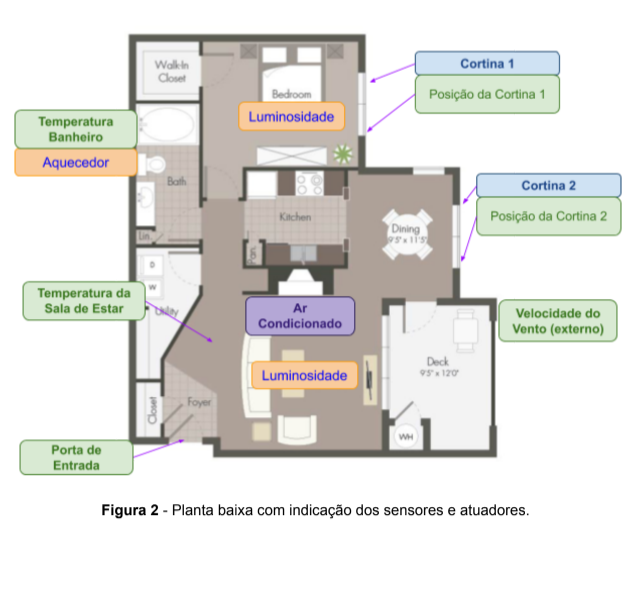 Walk-In
Closet
Bedroom
Luminosidade
Cortina 1
Posição da Cortina 1
Temperatura
Banheiro
Aquecedor
Bath
Lin.
Kitchen
Pan.
Dining
9'5" x 11'5"
Cortina 2
Posição da Cortina 2
D
W
Utility
Temperatura da
Sala de Estar
Ar
Condicionado
Luminosidade
Velocidade do
Vento (externo)
Deck
9'5" x 12'0"
WH
Closet
Foyer
Porta de
Entrada
Figura 2 - Planta baixa com indicação dos sensores e atuadores.